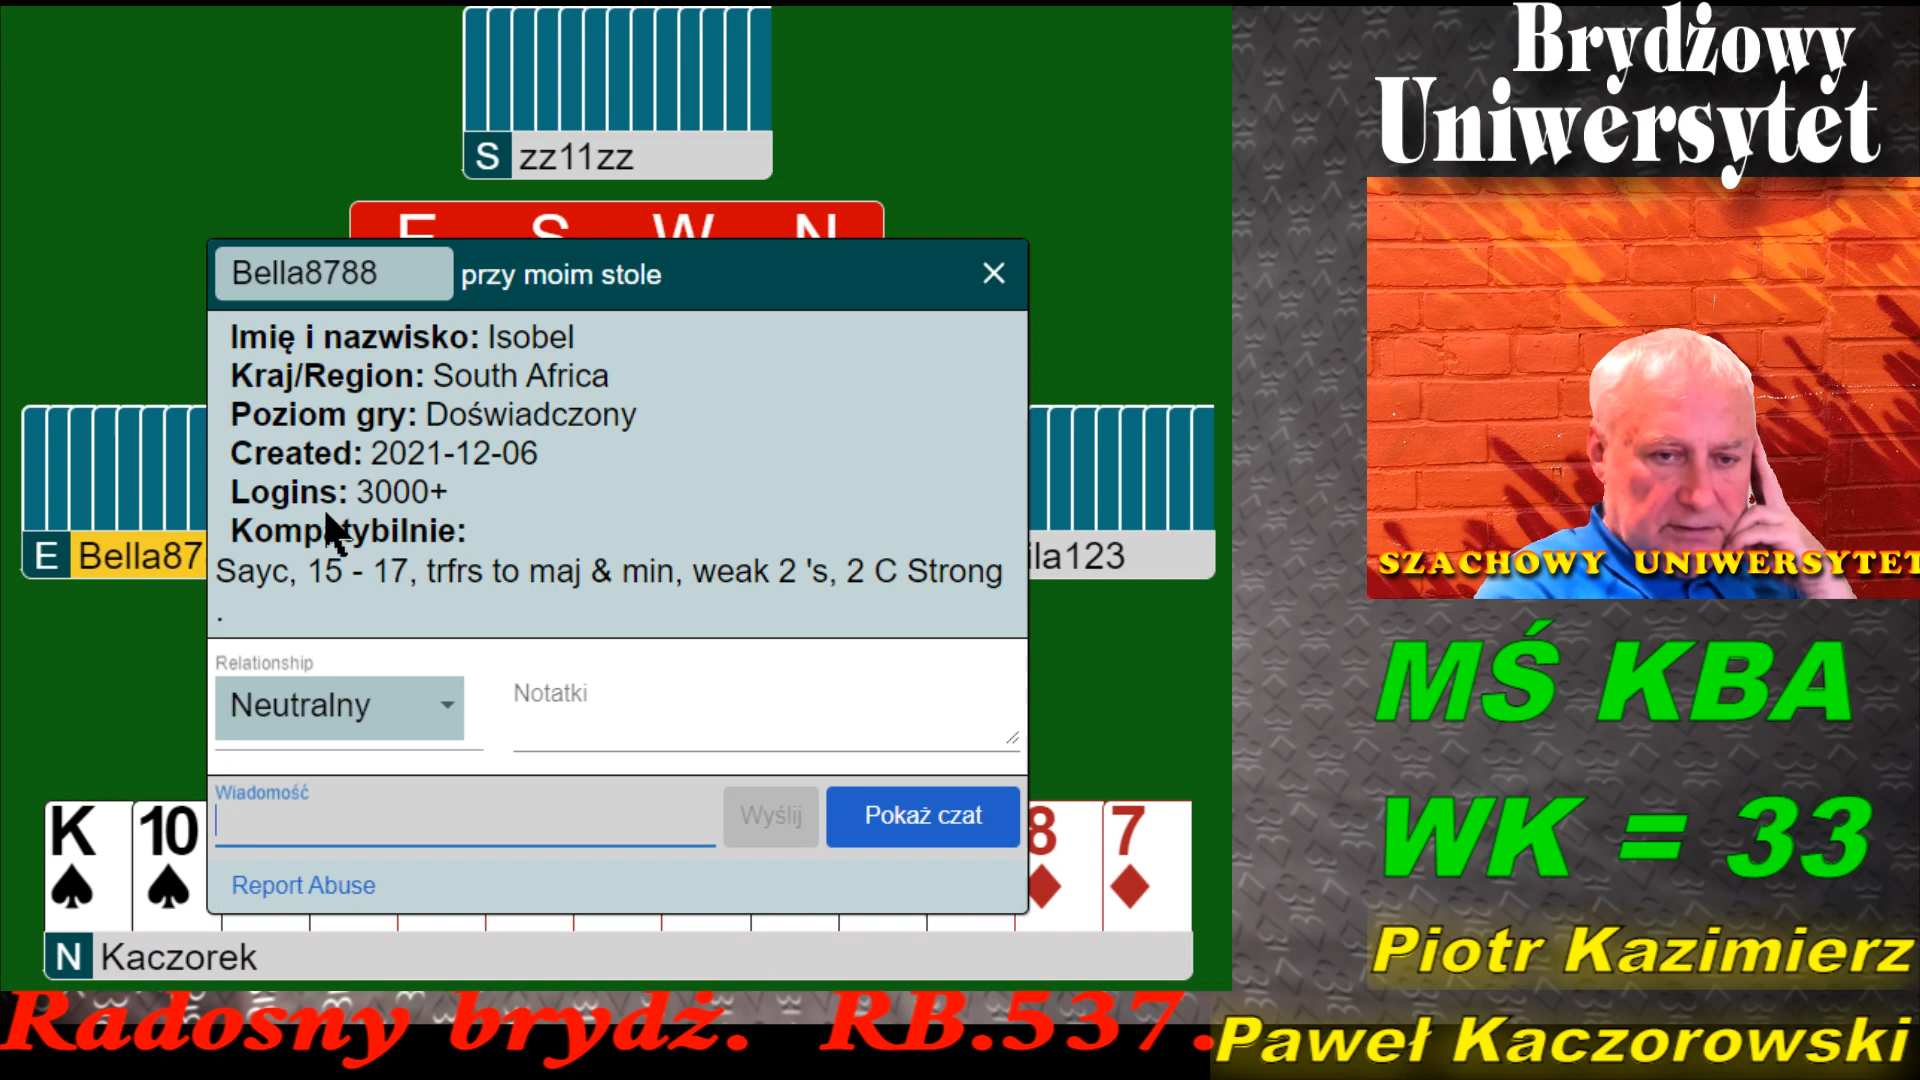 Brydżowy
Uniwersytet
S zz11zz
E S W N
Bella8788 przy moim stole
Imię i nazwisko: Isobel
Kraj/Region: South Africa
Poziom gry: Doświadczony
Created: 2021-12-06
Logins: 3000+
Kompatybilnie:
Sayc, 15 - 17, trfrs to maj & min, weak 2 's, 2 C Strong
.
E Bella87
ila123
SZACHOWY UNIWERSYTET
Relationship
Neutralny
Notatki
Wiadomość
Wyślij
Pokaż czat
Report Abuse
K 10 8 7
N Kaczorek
MŚ KBA
WK = 33
Piotr Kazimierz
Paweł Kaczorowski
Radosny brydż. RB.537.